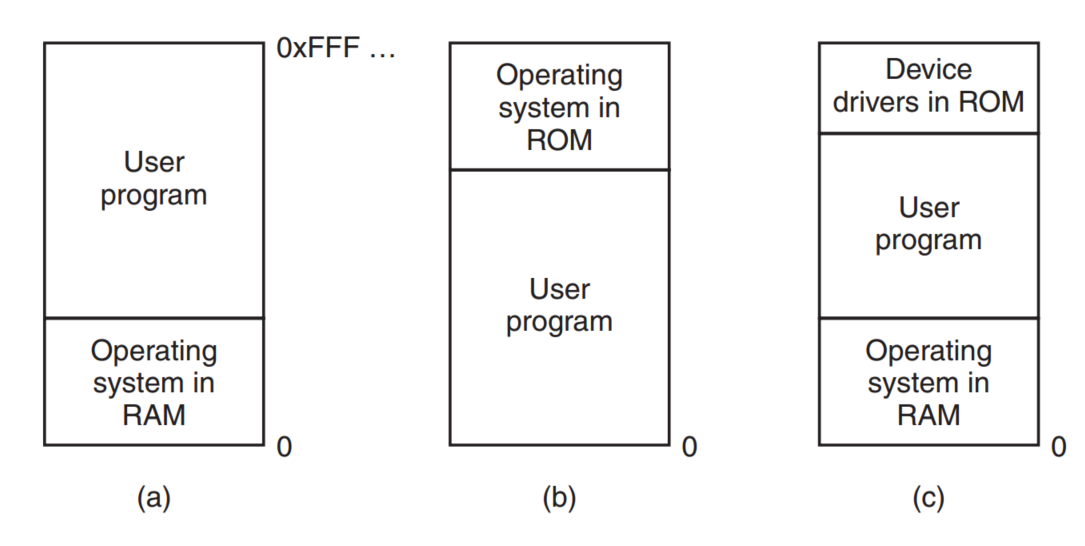 0xFFF ...
User
program
Operating
system in
RAM
0
(a)
Operating
system in
ROM
User
program
0
(b)
Device
drivers in ROM
User
program
Operating
system in
RAM
0
(c)